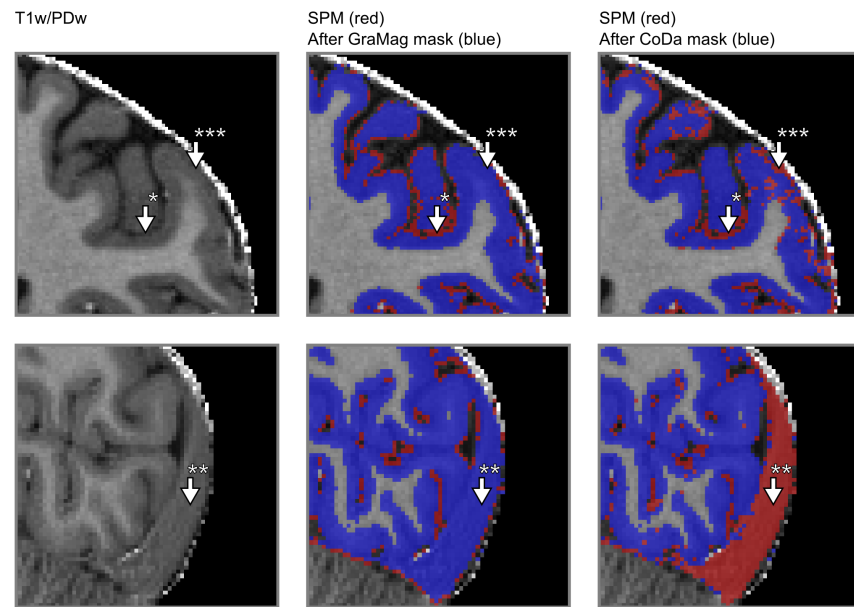 T1w/PDw
SPM (red)
After GraMag mask (blue)
SPM (red)
After CoDa mask (blue)
***
*
***
*
***
*
**
**
**